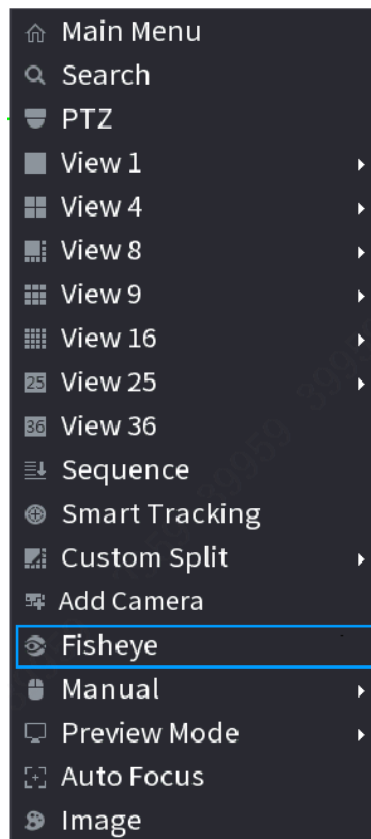 Main Menu
Search
PTZ
View 1
View 4
View 8
View 9
View 16
25 View 25
36 View 36
Sequence
Smart Tracking
Custom Split
Add Camera
Fisheye
Manual
Preview Mode
Auto Focus
Image